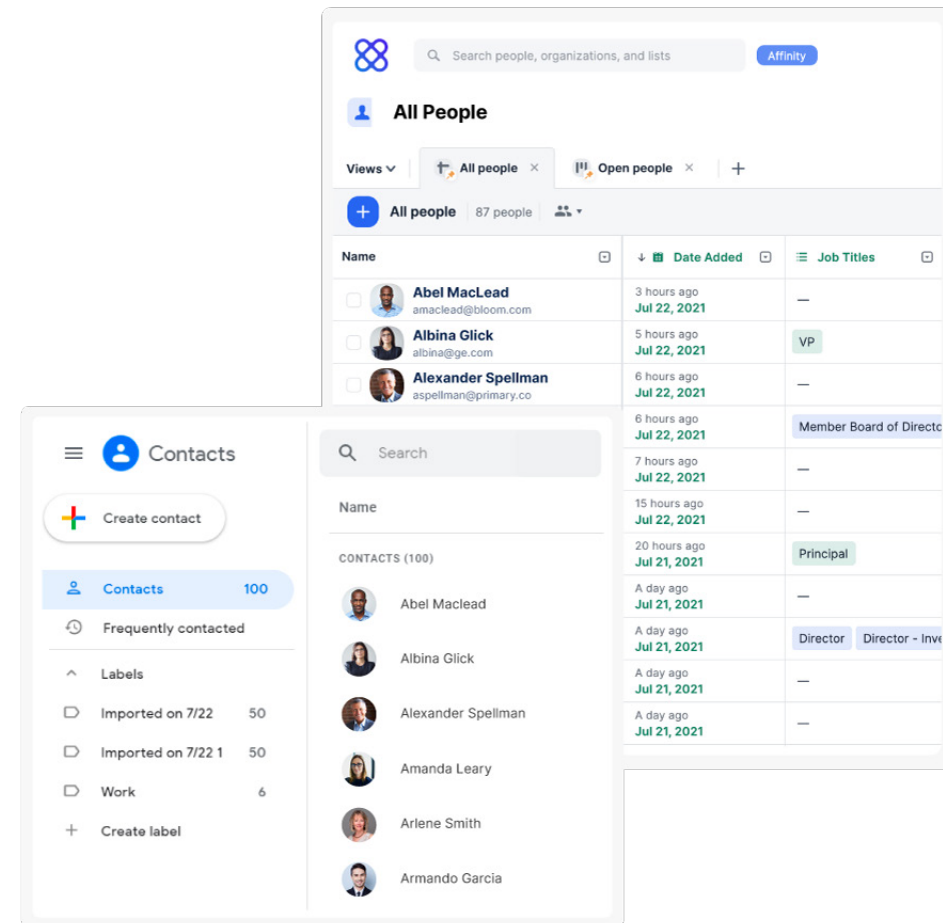 Search people, organizations, and lists
Affinity
All People
Views
All people
Open people
All people
87 people
Name
Date Added
Job Titles
Abel MacLead
amaclead@bloom.com
3 hours ago
Jul 22, 2021
—
Albina Glick
albina@ge.com
5 hours ago
Jul 22, 2021
VP
Alexander Spellman
aspellman@primary.co
6 hours ago
Jul 22, 2021
—
6 hours ago
Jul 22, 2021
Member Board of Directo
7 hours ago
Jul 22, 2021
—
15 hours ago
Jul 22, 2021
—
20 hours ago
Jul 21, 2021
Principal
A day ago
Jul 21, 2021
—
A day ago
Jul 21, 2021
Director
Director - Inve
A day ago
Jul 21, 2021
—
A day ago
Jul 21, 2021
—
Contacts
Create contact
Contacts 100
Frequently contacted
Labels
Imported on 7/22 50
Imported on 7/22 1 50
Work 6
Create label
Search
Name
CONTACTS (100)
Abel Maclead
Albina Glick
Alexander Spellman
Amanda Leary
Arlene Smith
Armando Garcia